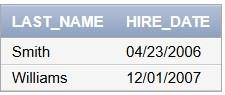 LAST_NAME HIRE_DATE
Smith 04/23/2006
Williams 12/01/2007